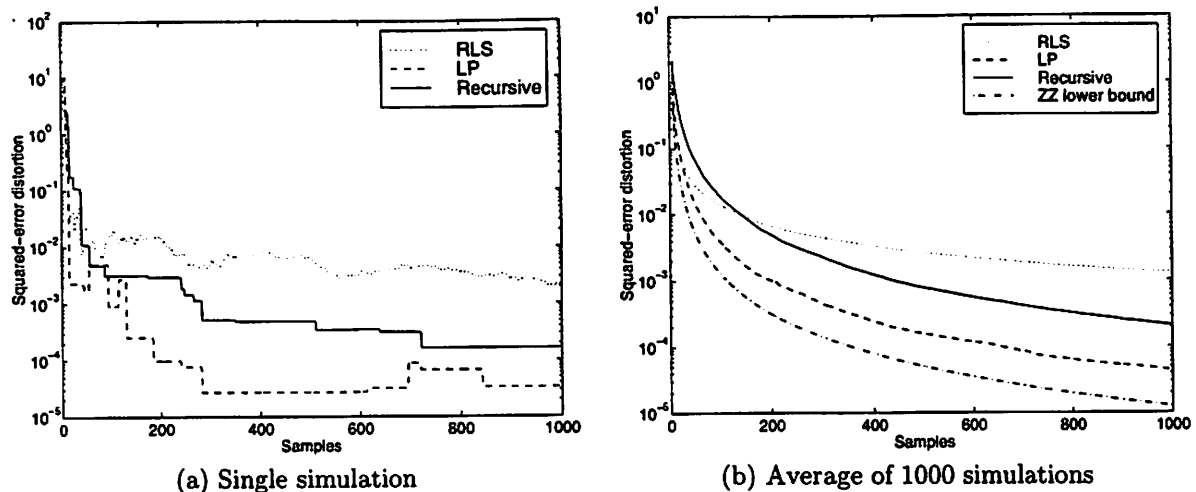 10^2
10^1
10^0
10^-1
10^-2
10^-3
10^-4
10^-5
Squared-error distortion
RLS
LP
Recursive
0
200
400
600
800
1000
Samples
(a) Single simulation
10^1
10^0
10^-1
10^-2
10^-3
10^-4
10^-5
Squared-error distortion
RLS
LP
Recursive
ZZ lower bound
0
200
400
600
800
1000
Samples
(b) Average of 1000 simulations